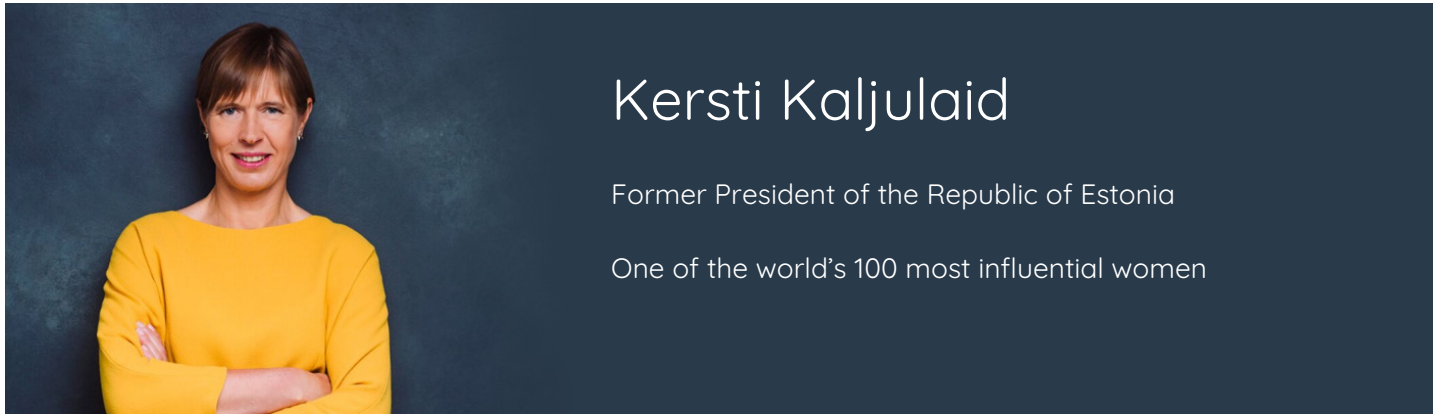 Kersti Kaljulaid
Former President of the Republic of Estonia
One of the world’s 100 most influential women